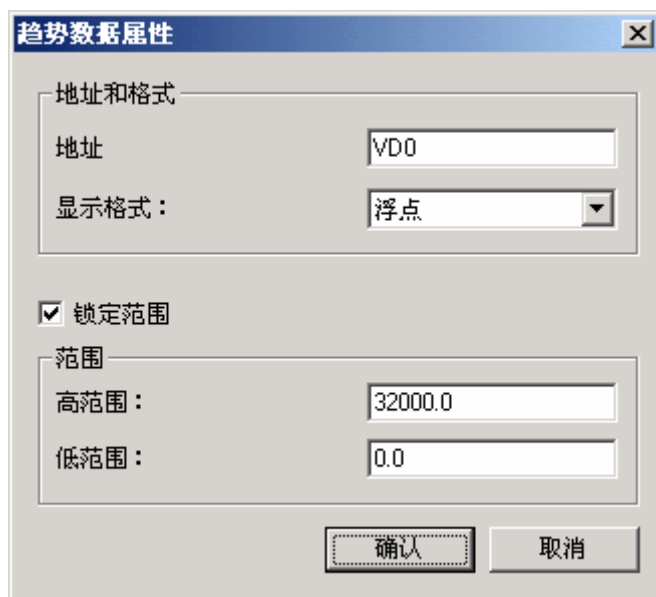 趋势数据属性
地址和格式
地址 VD0
显示格式： 浮点
锁定范围
范围
高范围： 32000.0
低范围： 0.0
确认 取消